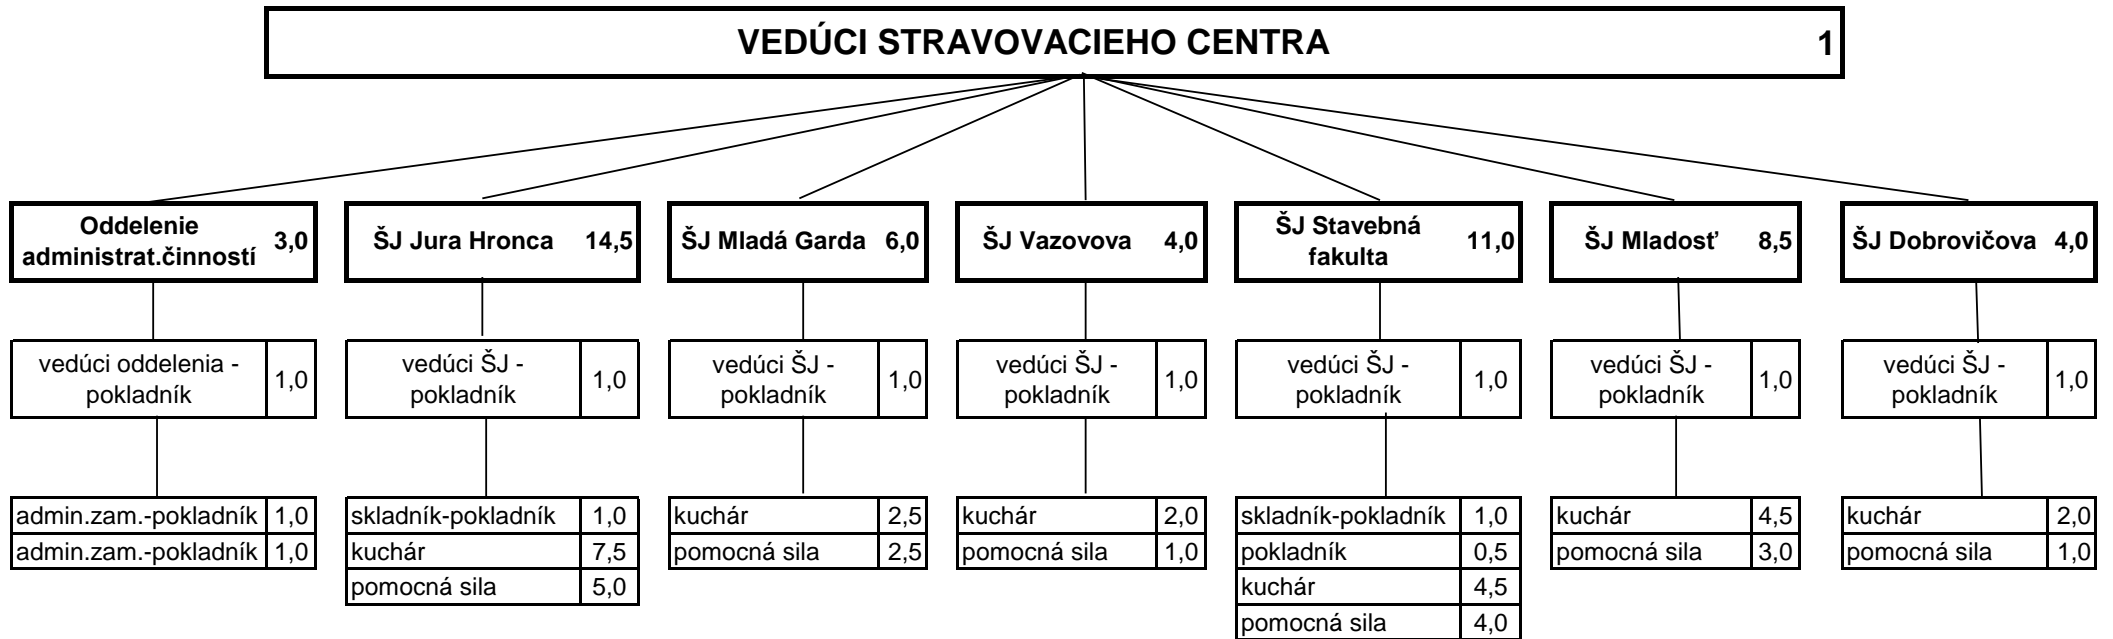 VEDÚCI STRAVOVACIEHO CENTRA 1
Oddelenie
administrat.činností 3,0
ŠJ Jura Hronca 14,5
ŠJ Mladá Garda 6,0
ŠJ Vazovova 4,0
ŠJ Stavebná
fakulta 11,0
ŠJ Mladosť 8,5
ŠJ Dobrovičova 4,0
vedúci oddelenia -
pokladník 1,0
vedúci ŠJ -
pokladník 1,0
vedúci ŠJ -
pokladník 1,0
vedúci ŠJ -
pokladník 1,0
vedúci ŠJ -
pokladník 1,0
vedúci ŠJ -
pokladník 1,0
vedúci ŠJ -
pokladník 1,0
admin.zam.-pokladník 1,0
admin.zam.-pokladník 1,0
skladník-pokladník 1,0
kuchár 7,5
pomocná sila 5,0
kuchár 2,5
pomocná sila 2,5
kuchár 2,0
pomocná sila 1,0
skladník-pokladník 1,0
pokladník 0,5
kuchár 4,5
pomocná sila 4,0
kuchár 4,5
pomocná sila 3,0
kuchár 2,0
pomocná sila 1,0